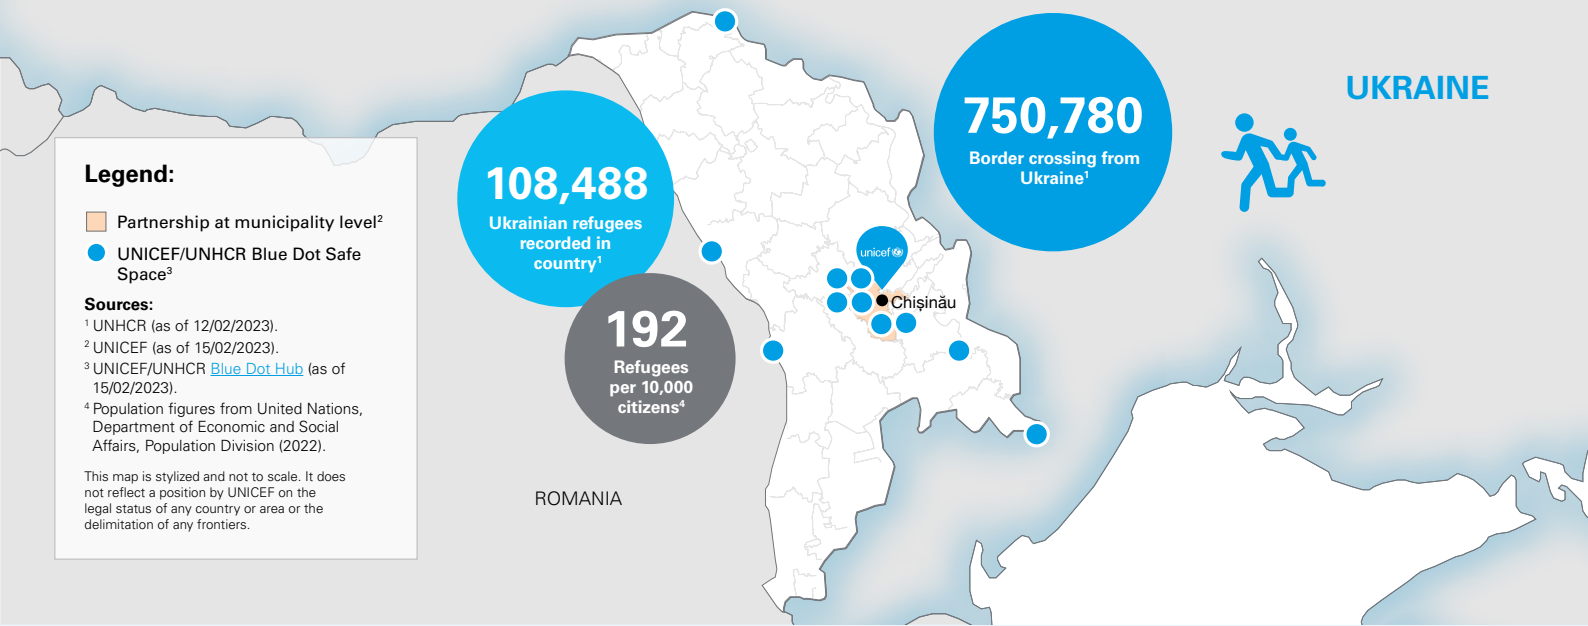 UKRAINE
750,780
Border crossing from
Ukraine¹
108,488
Ukrainian refugees
recorded in
country¹
192
Refugees
per 10,000
citizens⁴
unicef
Chișinău
ROMANIA
Legend:
Partnership at municipality level²
UNICEF/UNHCR Blue Dot Safe
Space³
Sources:
¹ UNHCR (as of 12/02/2023).
² UNICEF (as of 15/02/2023).
³ UNICEF/UNHCR Blue Dot Hub (as of
15/02/2023).
⁴ Population figures from United Nations,
Department of Economic and Social
Affairs, Population Division (2022).
This map is stylized and not to scale. It does
not reflect a position by UNICEF on the
legal status of any country or area or the
delimitation of any frontiers.